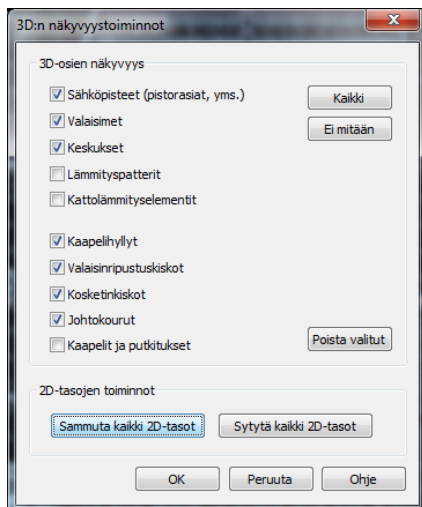 3D:n näkyvyystoiminnot
3D-osien näkyvyys
Sähköpisteet (pistorasiat, yms.)
Kaikki
Valaisimet
Ei mitään
Keskukset
Lämmityspatterit
Kattolämmityselementit
Kaapelihyllyt
Valaisinripustuskiskot
Kosketinkiskot
Johtokourut
Kaapelit ja putkitukset
Poista valitut
2D-tasojen toiminnot
Sammuta kaikki 2D-tasot
Sytytä kaikki 2D-tasot
OK
Peruuta
Ohje